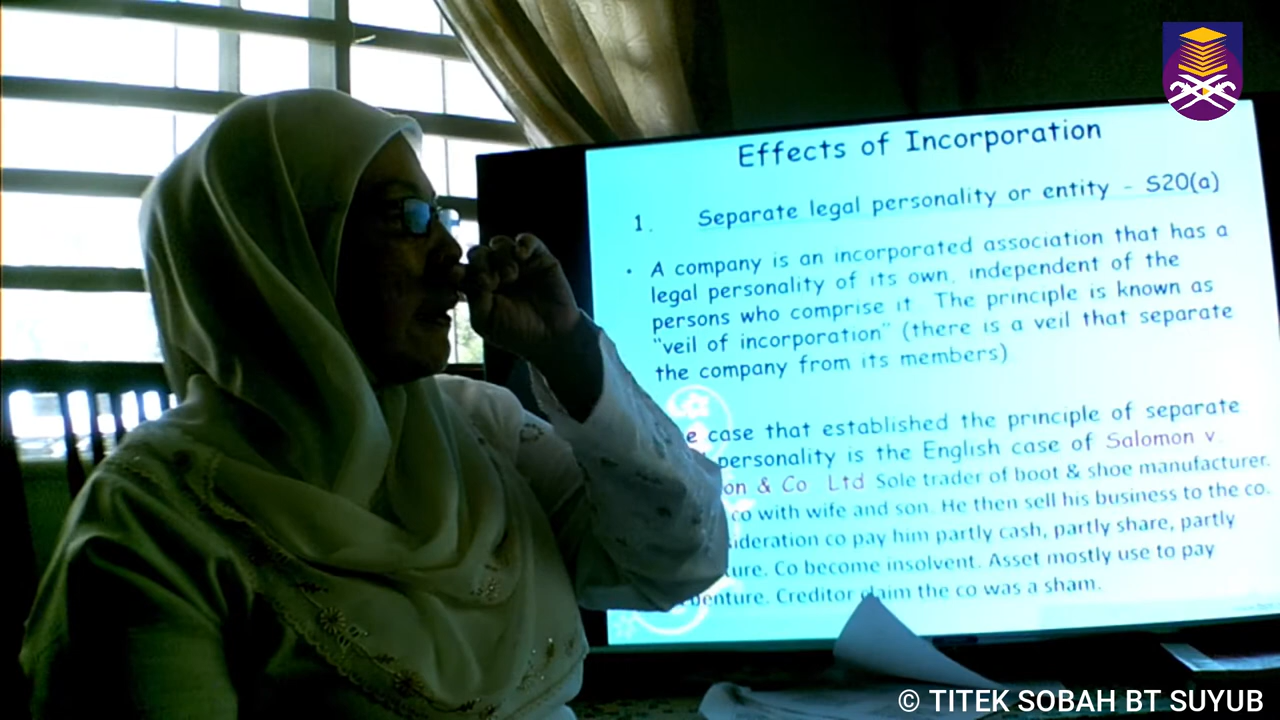 Effects of Incorporation
1. Separate legal personality or entity - S20(a)
• A company is an incorporated association that has a
legal personality of its own, independent of the
persons who comprise it. The principle is known as
"veil of incorporation" (there is a veil that separate
the company from its members)
case that established the principle of separate
personality is the English case of Salomon v.
& Co Ltd Sole trader of boot & shoe manufacturer.
co with wife and son. He then sell his business to the co.
co pay him partly cash, partly share, partly
Co become insolvent. Asset mostly use to pay
Creditor claim the co was a sham.
© TITEK SOBAH BT SUYUB